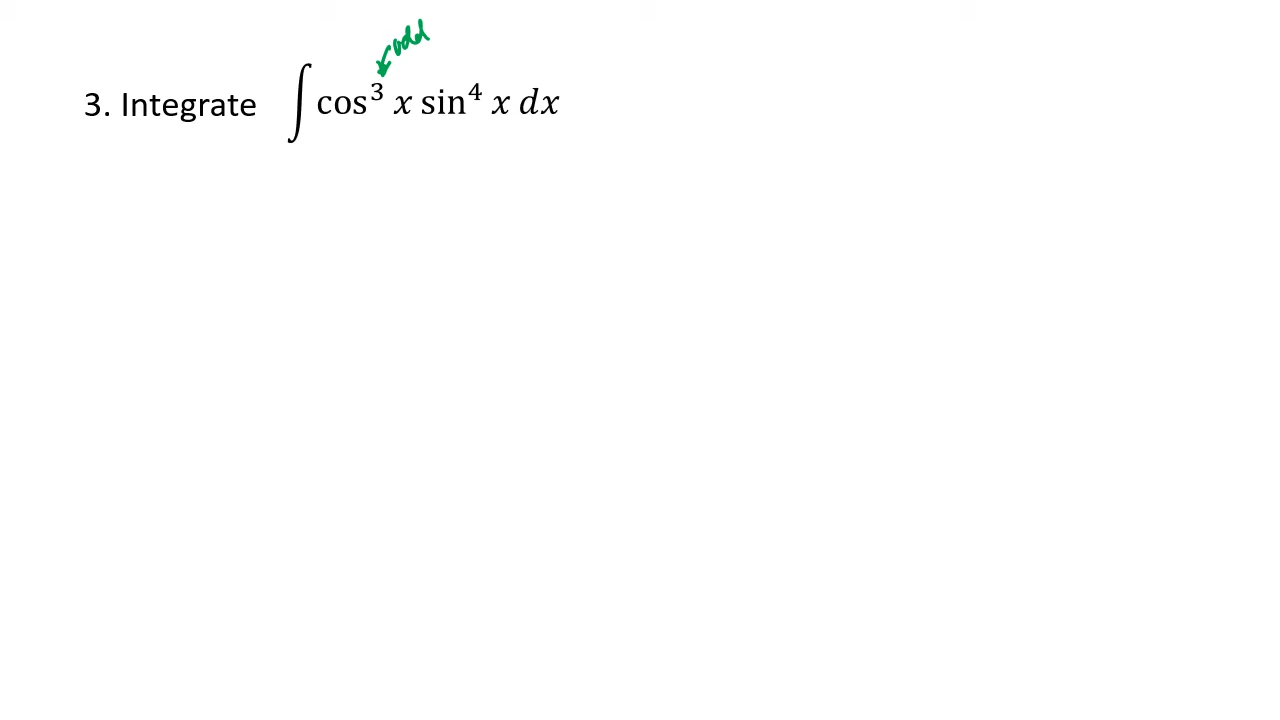 odd
3. Integrate ∫ cos³ x sin⁴ x dx